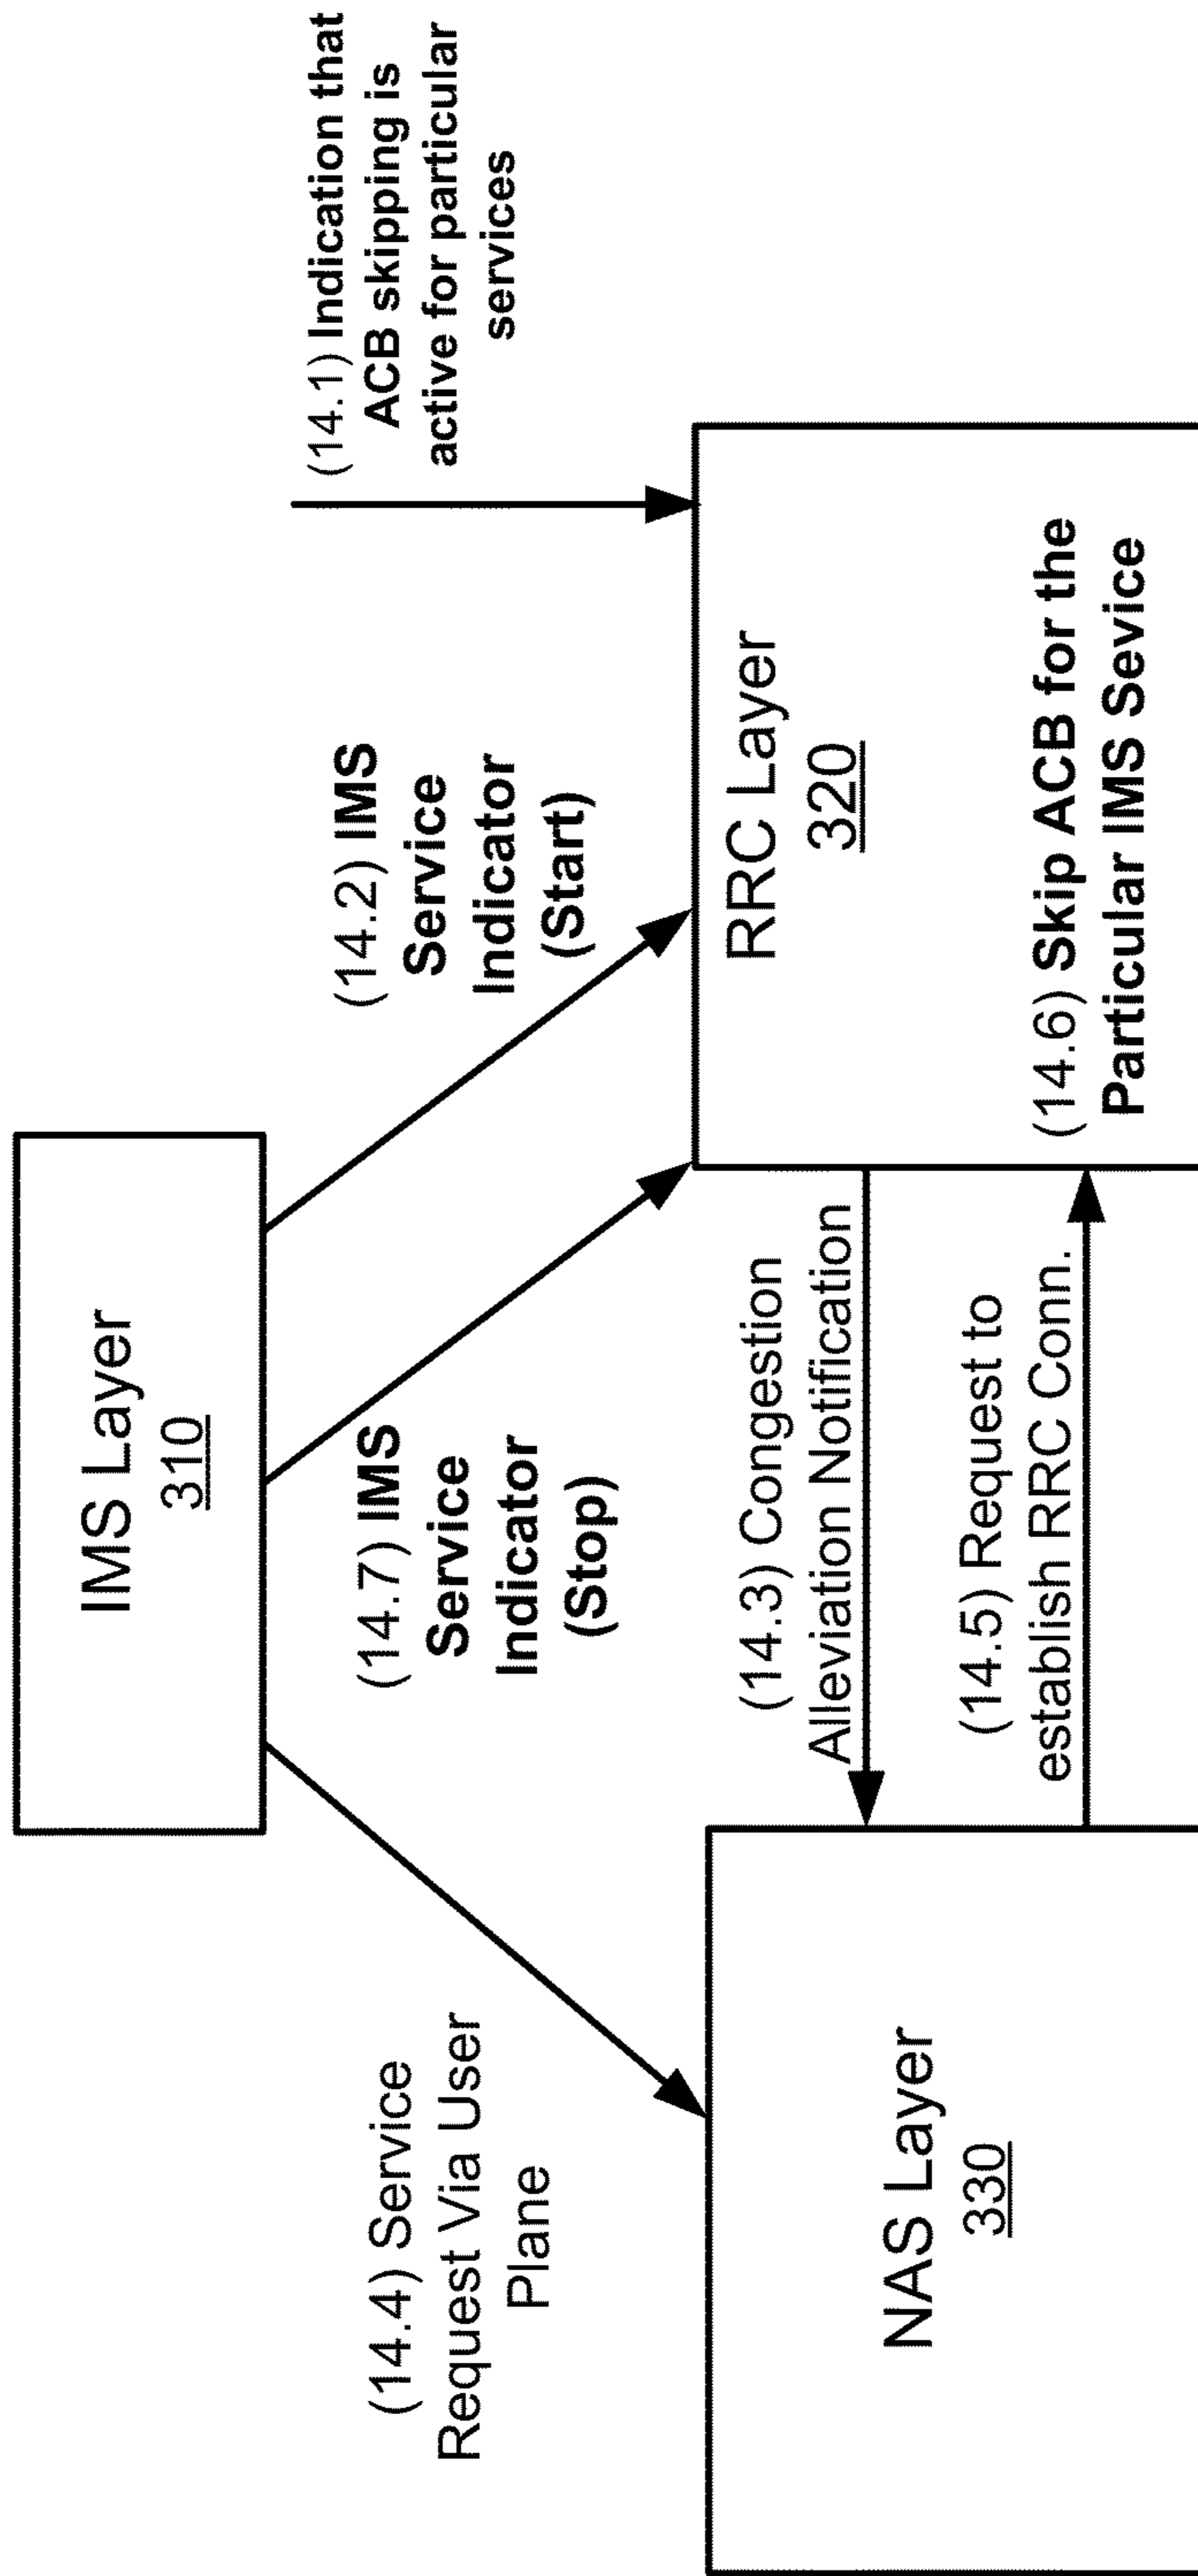 IMS Layer
310
(14.1) Indication that
ACB skipping is
active for particular
services
(14.2) IMS
Service
Indicator
(Start)
(14.7) IMS
Service
Indicator
(Stop)
(14.4) Service
Request Via User
Plane
(14.3) Congestion
Alleviation Notification
(14.5) Request to
establish RRC Conn.
NAS Layer
330
RRC Layer
320
(14.6) Skip ACB for the
Particular IMS Sevice